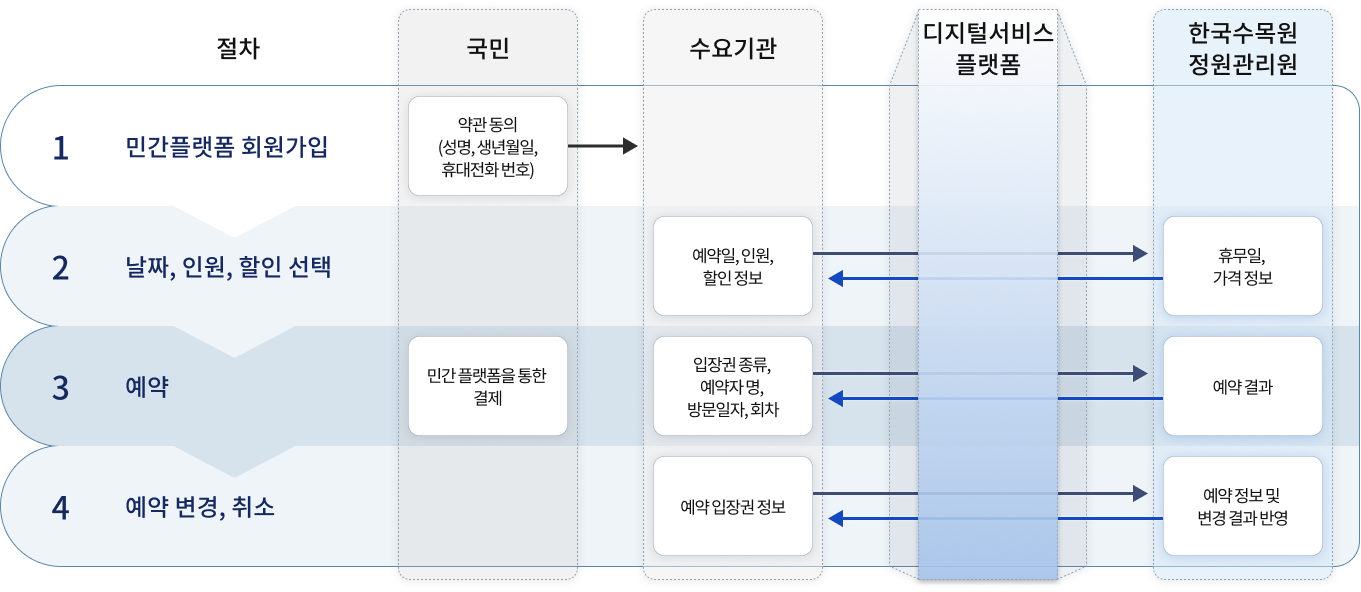 절차
국민
수요기관
디지털서비스
플랫폼
한국수목원
정원관리원
1
민간플랫폼 회원가입
약관 동의
(성명, 생년월일,
휴대전화 번호)
2
날짜, 인원, 할인 선택
예약일, 인원,
할인 정보
휴무일,
가격 정보
3
예약
민간 플랫폼을 통한
결제
입장권 종류,
예약자 명,
방문일자, 회차
예약 결과
4
예약 변경, 취소
예약 입장권 정보
예약 정보 및
변경 결과 반영